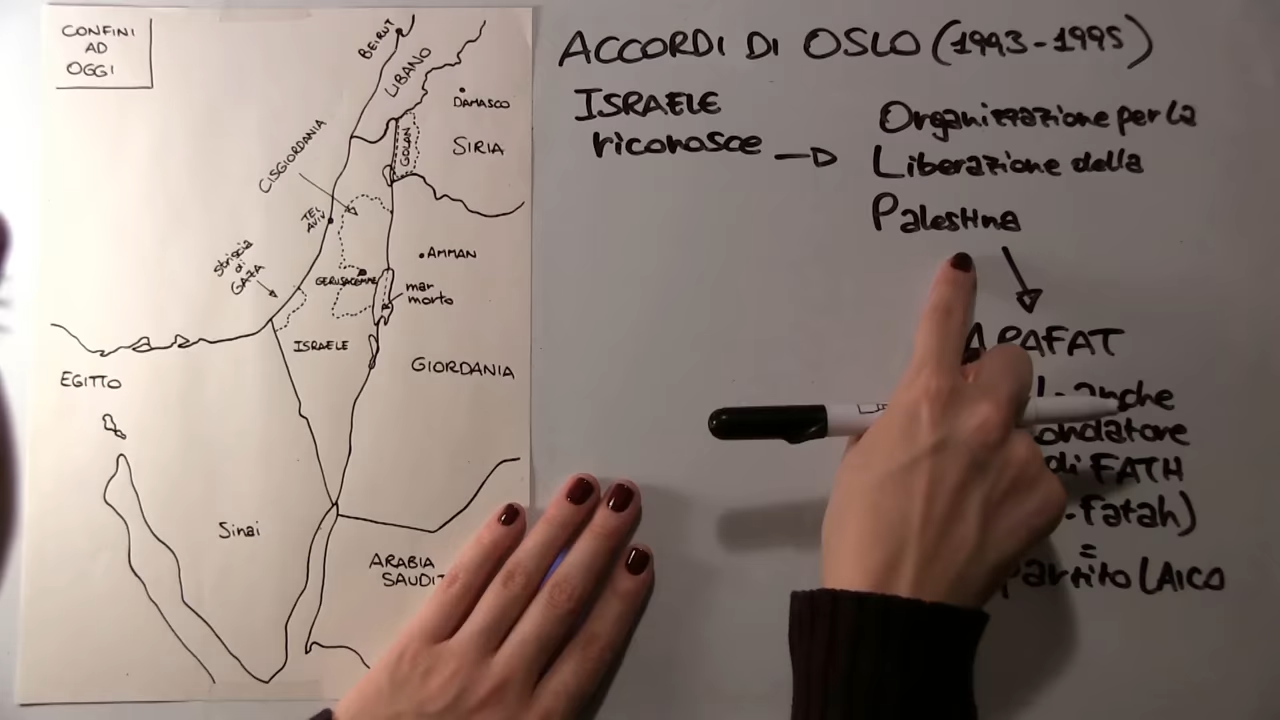 CONFINI
AD
OGGI
BEIRUT
LIBANO
DAMASCO
SIRIA
GOLAN
CISGIORDANIA
TEL
AVIV
striscia
di
GAZA
AMMAN
GERUSALEMME
mar
morto
ISRAELE
GIORDANIA
EGITTO
Sinai
ARABIA
ACCORDI DI OSLO (1993-1995)
ISRAELE
riconosce
Organizzazione per la
Liberazione della
Palestina
ARAFAT
anche
di FATH
Fatah)
=
partito LAICO